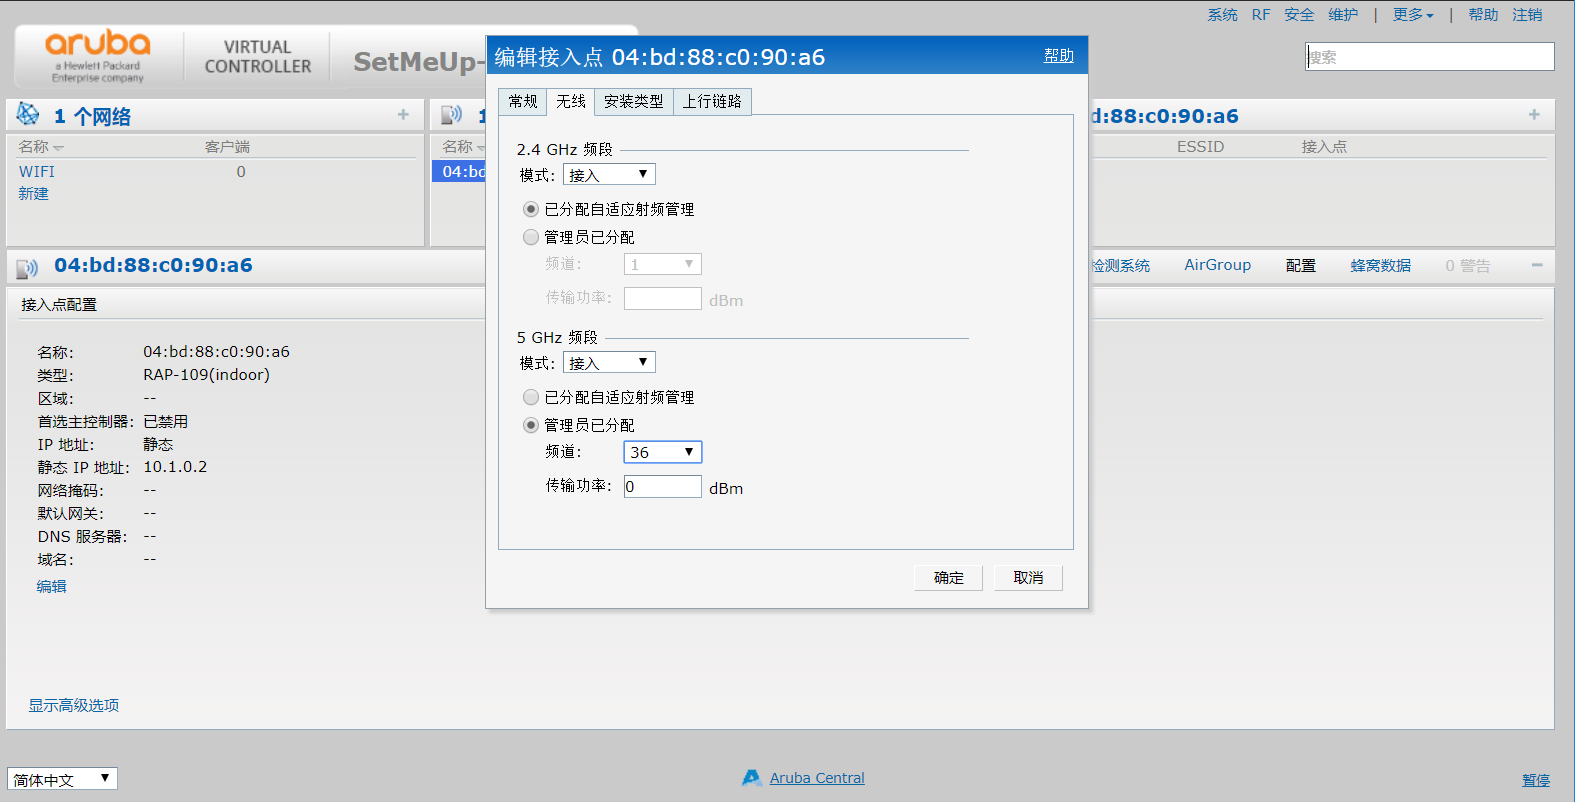 系统 RF 安全 维护 | 更多 | 帮助 注销
aruba
a Hewlett Packard
Enterprise company
VIRTUAL
CONTROLLER
SetMeUp-
搜索
编辑接入点 04:bd:88:c0:90:a6 帮助
常规 无线 安装类型 上行链路
2.4 GHz 频段
模式: 接入
已分配自适应射频管理
管理员已分配
频道: 1
传输功率: dBm
5 GHz 频段
模式: 接入
已分配自适应射频管理
管理员已分配
频道: 36
传输功率: 0 dBm
确定 取消
1 个网络 +
名称 客户端
WIFI 0
新建
1
名称
04:bd
d:88:c0:90:a6 +
ESSID 接入点
04:bd:88:c0:90:a6
检测系统 AirGroup 配置 蜂窝数据 0 警告
接入点配置
名称: 04:bd:88:c0:90:a6
类型: RAP-109(indoor)
区域: --
首选主控制器: 已禁用
IP 地址: 静态
静态 IP 地址: 10.1.0.2
网络掩码: --
默认网关: --
DNS 服务器: --
域名: --
编辑
显示高级选项
简体中文
Aruba Central
暂停